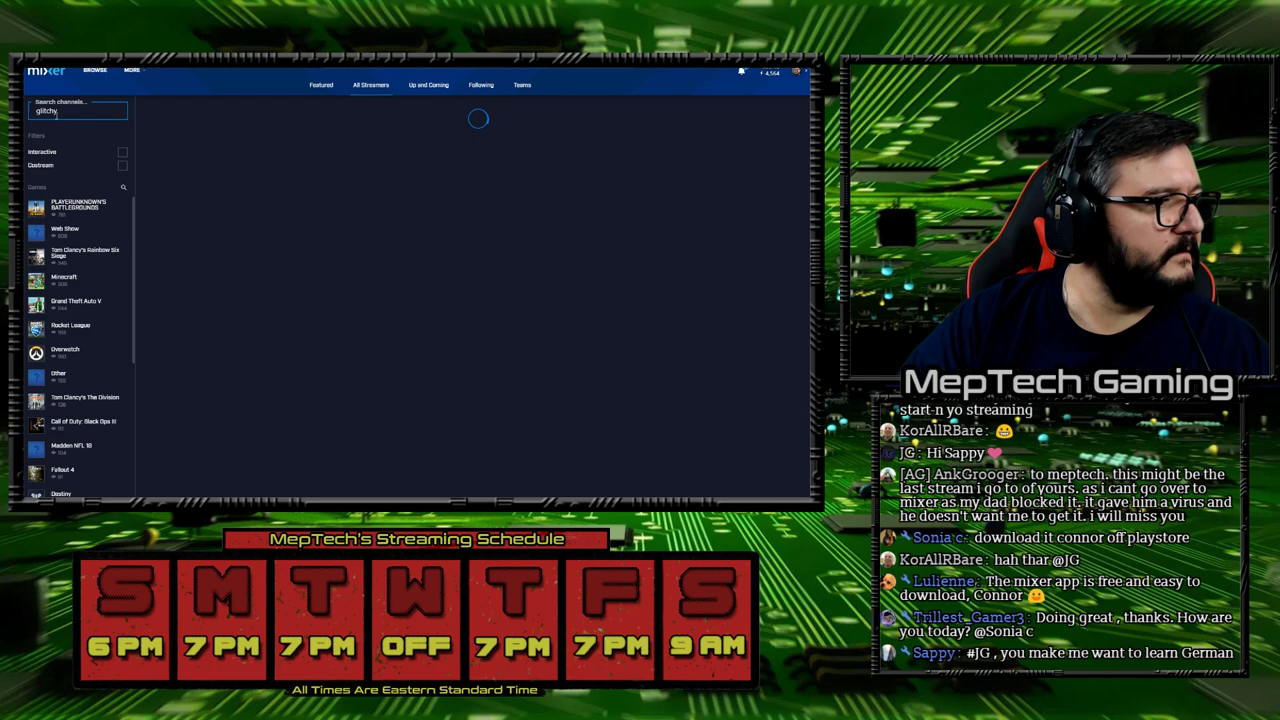 mixer
BROWSE
MORE
4,564
Featured
All Streamers
Up and Coming
Following
Teams
Search channels...
glitchy
Filters
Interactive
Costream
Games
PLAYERUNKNOWN'S
BATTLEGROUNDS
Web Show
Tom Clancy's Rainbow Six
Siege
Minecraft
Grand Theft Auto V
Rocket League
Overwatch
Other
Tom Clancy's The Division
Call of Duty: Black Ops III
Madden NFL 18
Fallout 4
Destiny
MepTech Gaming
start-n yo streaming
KorAllRBare: 😀
JG: Hi Sappy ❤
[AG] AnkGrooger: to meptech. this might be the
last stream i go to of yours. as i cant go over to
mixer as my dad blocked it. it gave him a virus and
he doesn't want me to get it. i will miss you
Sonia c: download it connor off playstore
KorAllRBare: hah thar @JG
Lulienne: The mixer app is free and easy to
download, Connor 🙂
Trillest_Gamer3: Doing great , thanks. How are
you today? @Sonia c
Sappy: #JG , you make me want to learn German
MepTech's Streaming Schedule
S M T W T F S
6 PM 7 PM 7 PM OFF 7 PM 7 PM 9 AM
All Times Are Eastern Standard Time